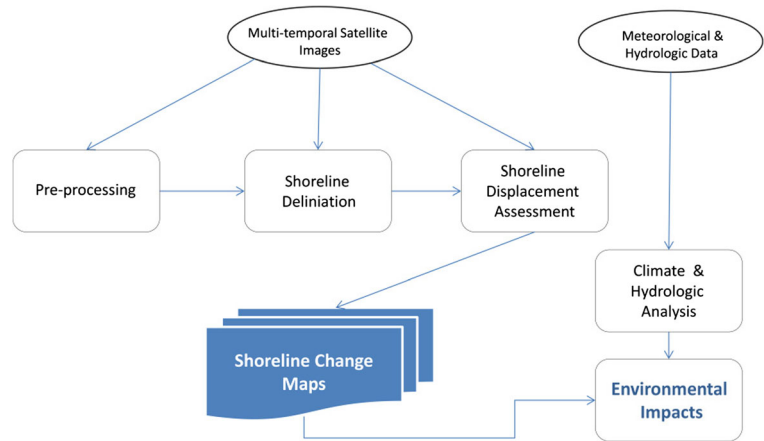 Multi-temporal Satellite
Images
Meteorological &
Hydrologic Data
Pre-processing
Shoreline
Deliniation
Shoreline
Displacement
Assessment
Climate &
Hydrologic
Analysis
Shoreline Change
Maps
Environmental
Impacts